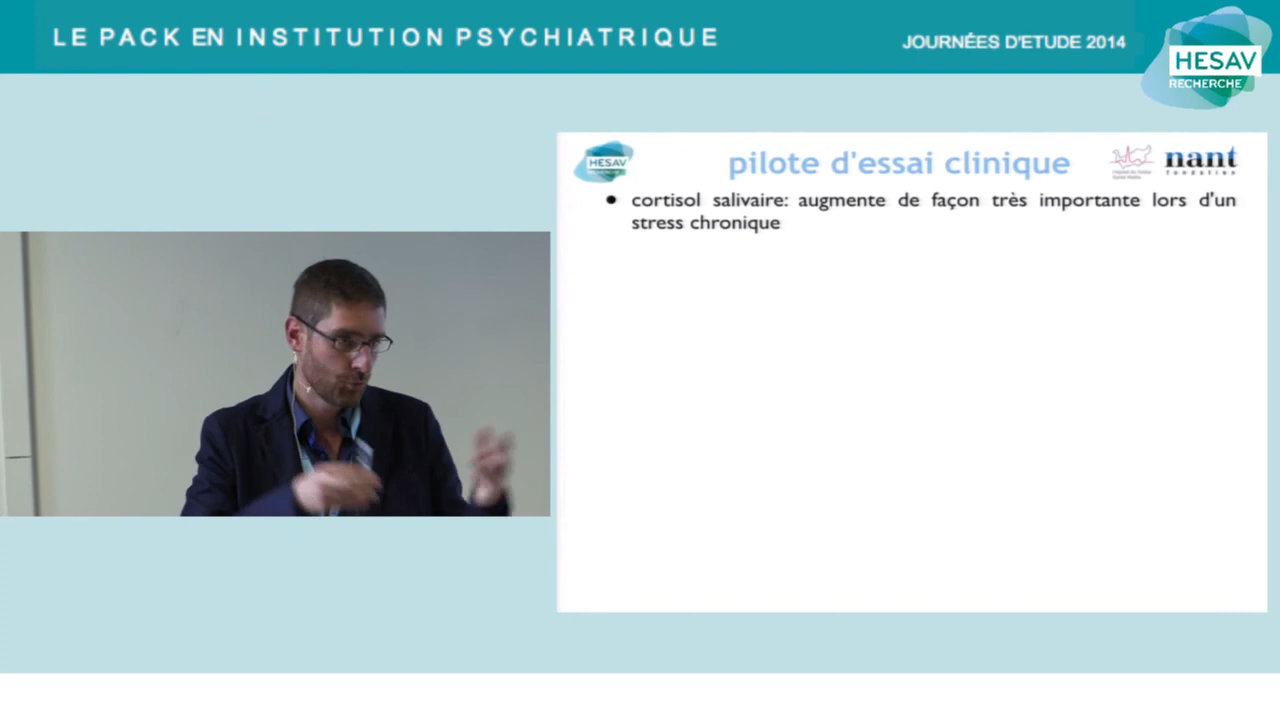 LE PACK EN INSTITUTION PSYCHIATRIQUE
JOURNÉES D'ETUDE 2014
HESAV
RECHERCHE
HESAV
pilote d'essai clinique
nant
fondation
• cortisol salivaire: augmente de façon très importante lors d'un
stress chronique